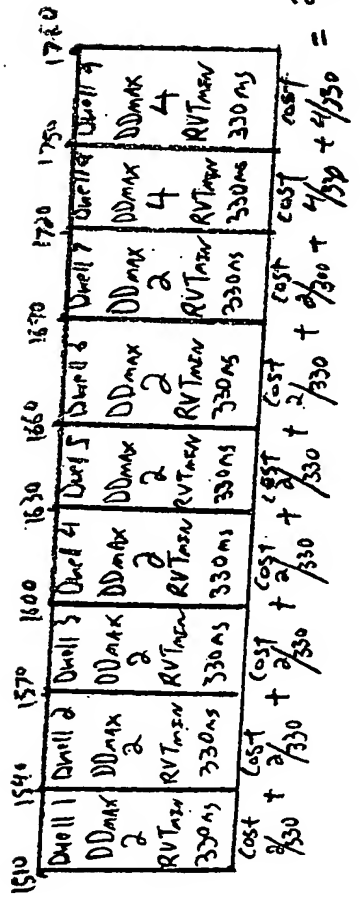 1510 1540 1570 1600 1630 1660 1690 1720 1750 1780
Dwell 1 Dwell 2 Dwell 3 Dwell 4 Dwell 5 Dwell 6 Dwell 7 Dwell 8 Dwell 9
DDMAX DDMAX DDMAX DDMAX DDMAX DDMAX DDMAX DDMAX DDMAX
2 2 2 2 2 2 2 4 4
RVTMIN RVTMIN RVTMIN RVTMIN RVTMIN RVTMIN RVTMIN RVTMIN RVTMIN
330ms 330ms 330ms 330ms 330ms 330ms 330ms 330ms 330ms
Cost Cost Cost Cost Cost Cost Cost Cost Cost
2/330 + 2/330 + 2/330 + 2/330 + 2/330 + 2/330 + 2/300 + 4/330 + 4/330 =